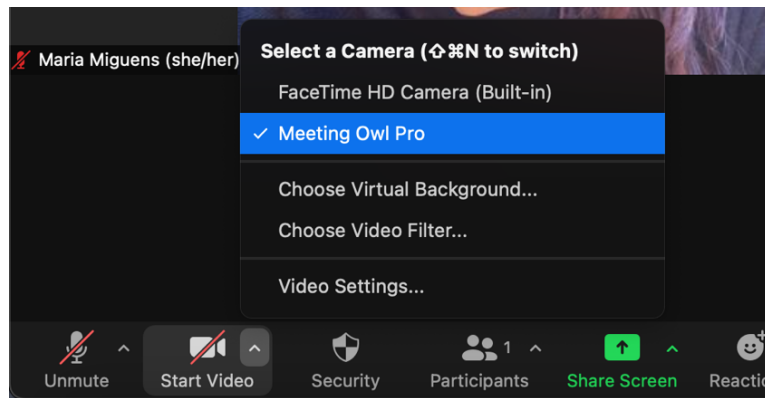 Select a Camera (⇧⌘N to switch)
Maria Miguens (she/her)
FaceTime HD Camera (Built-in)
✓ Meeting Owl Pro
Choose Virtual Background...
Choose Video Filter...
Video Settings...
1
Unmute Start Video Security Participants Share Screen Reactio